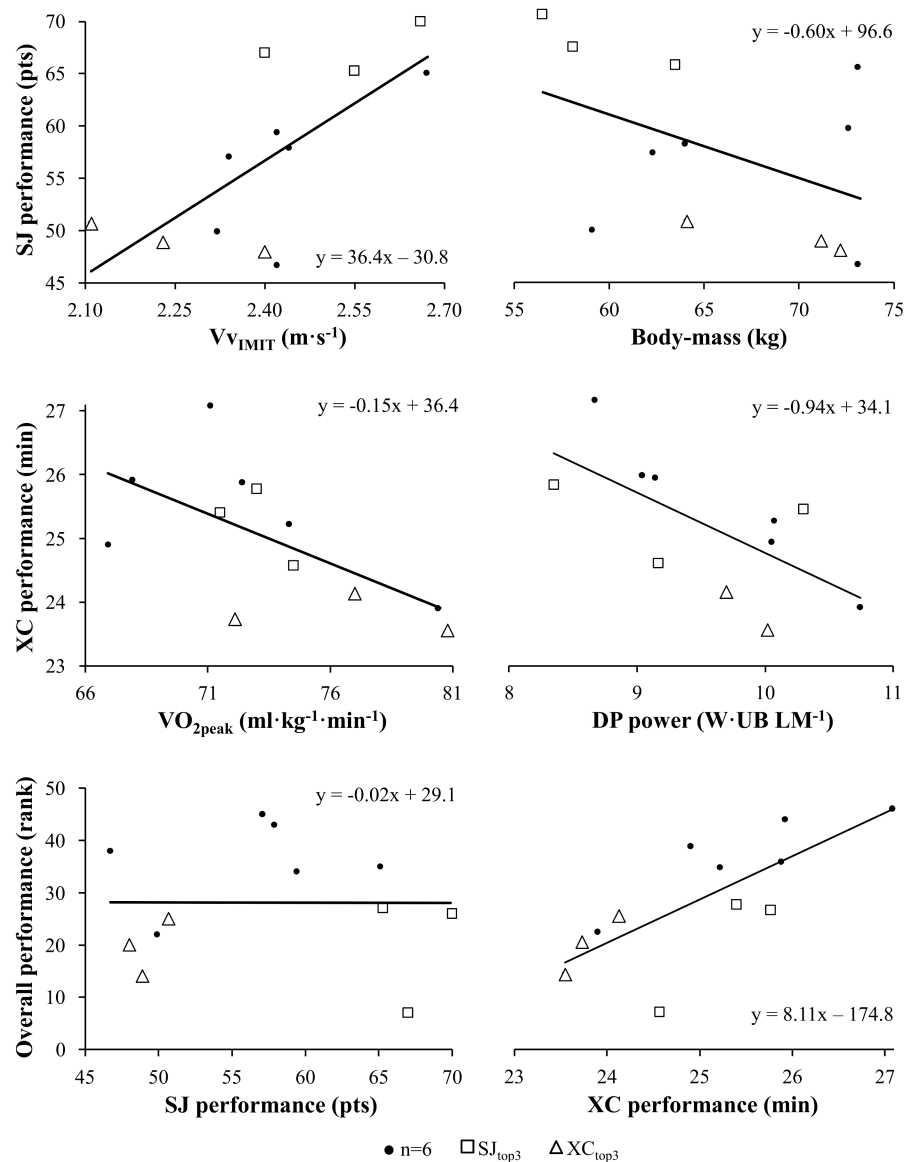 70
65
60
55
50
45
SJ performance (pts)
2.10 2.25 2.40 2.55 2.70
Vv_IMIT (m·s⁻¹)
y = 36.4x – 30.8
y = -0.60x + 96.6
55 60 65 70 75
Body-mass (kg)
27
26
25
24
23
XC performance (min)
66 71 76 81
VO₂peak (ml·kg⁻¹·min⁻¹)
y = -0.15x + 36.4
y = -0.94x + 34.1
8 9 10 11
DP power (W·UB LM⁻¹)
50
40
30
20
10
0
Overall performance (rank)
45 50 55 60 65 70
SJ performance (pts)
y = -0.02x + 29.1
y = 8.11x – 174.8
23 24 25 26 27
XC performance (min)
n=6 SJtop3 XCtop3